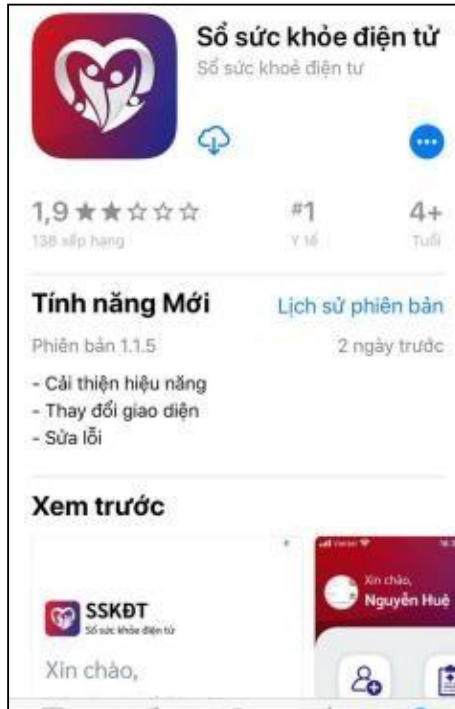 Sổ sức khỏe điện tử
Sổ sức khoẻ điện tư
1,9 ★★☆☆☆
#1
4+
138 xếp hạng
Y tế
Tuổi
Tính năng Mới
Lịch sử phiên bản
Phiên bản 1.1.5
2 ngày trước
- Cải thiện hiệu năng
- Thay đổi giao diện
- Sửa lỗi
Xem trước
SSKĐT
Sổ sức khỏe điện tử
Xin chào,
Viettel
Xin chào,
Nguyễn Huệ